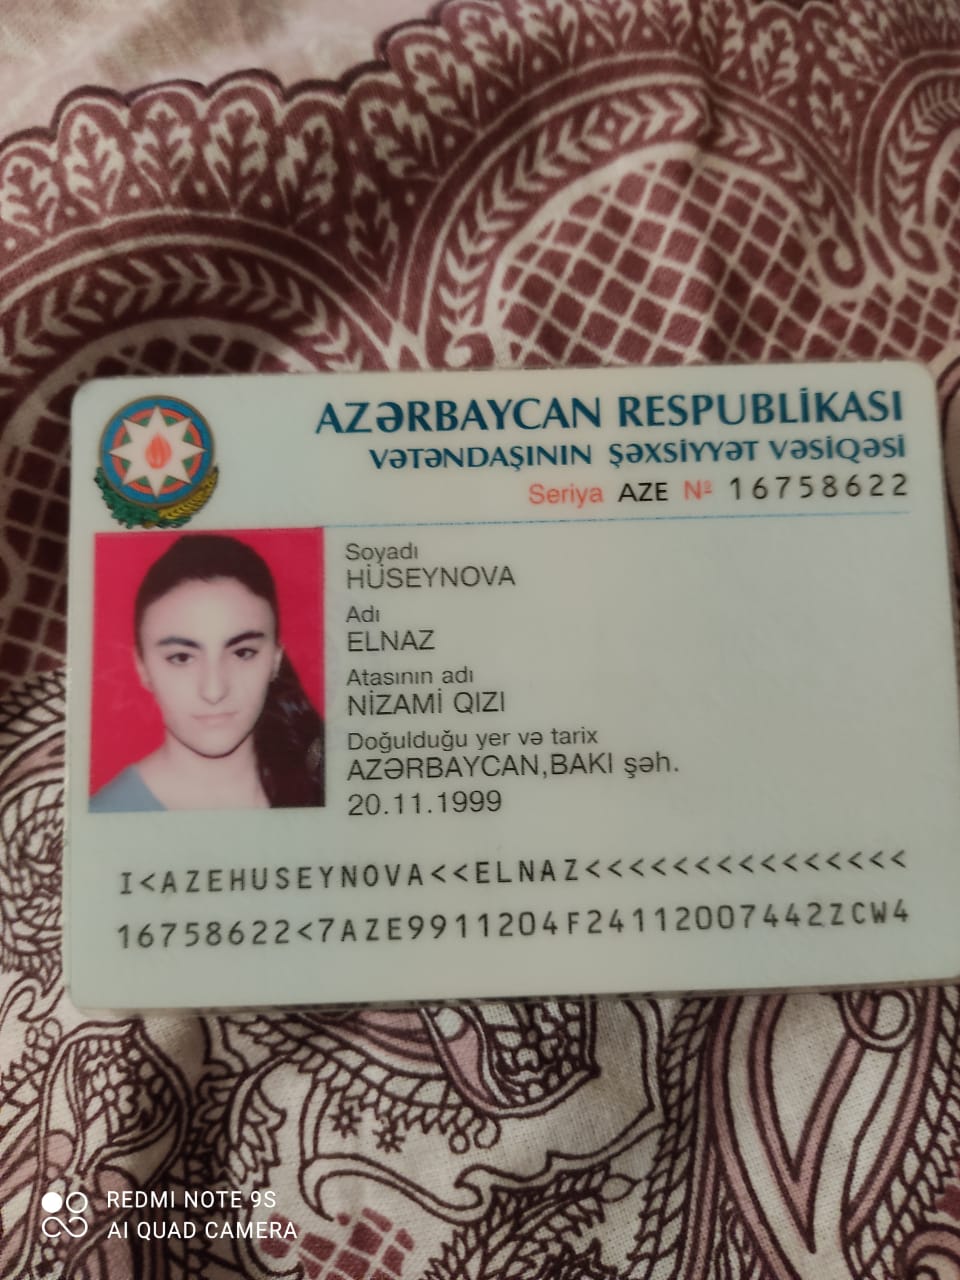 AZƏRBAYCAN RESPUBLİKASI
VƏTƏNDAŞININ ŞƏXSİYYƏT VƏSİQƏSİ
Seriya AZE № 16758622
Soyadı
HÜSEYNOVA
Adı
ELNAZ
Atasının adı
NİZAMİ QIZI
Doğulduğu yer və tarix
AZƏRBAYCAN,BAKI şəh.
20.11.1999
I<AZEHUSEYNOVA<<ELNAZ<<<<<<<<<<<<<<<
16758622<7AZE9911204F24112007442ZCW4
REDMI NOTE 9S
AI QUAD CAMERA